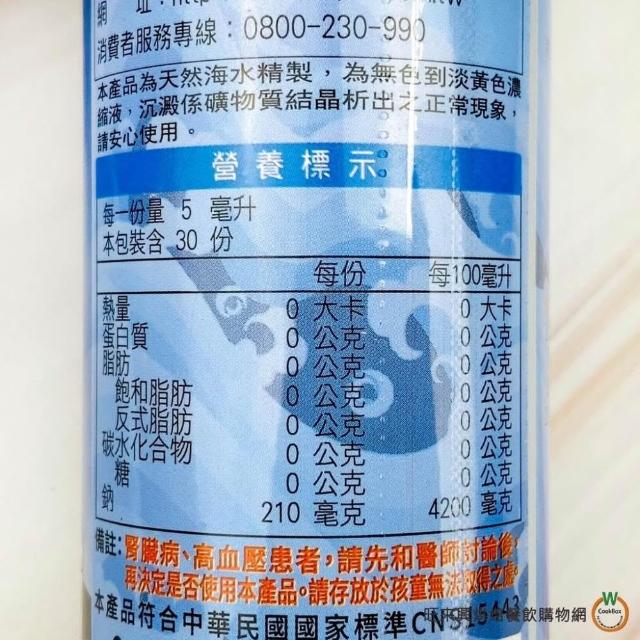 網 址：
消費者服務專線：0800-230-990
本產品為天然海水精製，為無色到淡黃色濃
縮液，沉澱係礦物質結晶析出之正常現象，
請安心使用。
營養標示
每一份量 5 毫升
本包裝含 30 份
每份 每100毫升
熱量 0 大卡 0 大卡
蛋白質 0 公克 0 公克
脂肪 0 公克 0 公克
飽和脂肪 0 公克 0 公克
反式脂肪 0 公克 0 公克
碳水化合物 0 公克 0 公克
糖 0 公克 0 公克
鈉 210 毫克 4200 毫克
備註：腎臟病、高血壓患者，請先和醫師討論後，
再決定是否使用本產品。請存放於孩童無法取得之處。
本產品符合中華民國國家標準CNS15443
W
CookBox
餐飲購物網